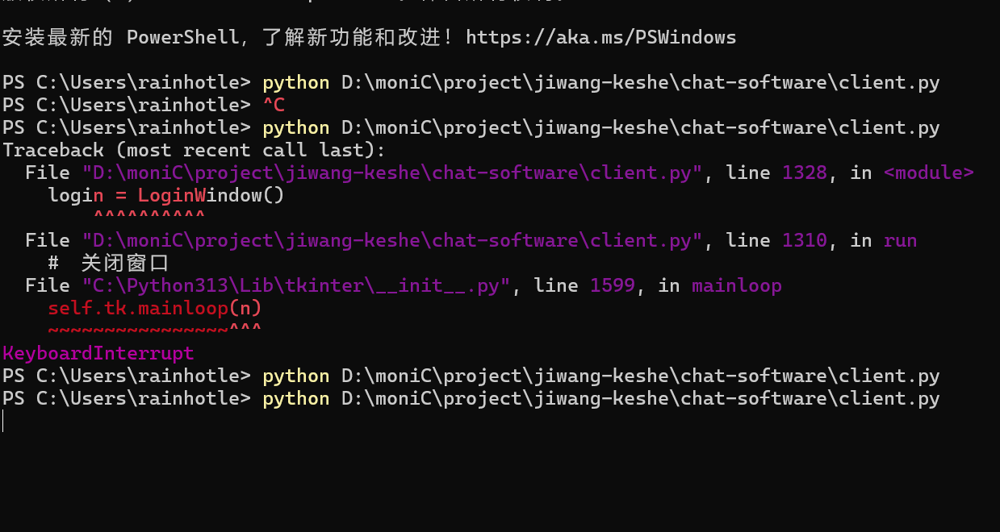 安装最新的 PowerShell，了解新功能和改进！https://aka.ms/PSWindows
PS C:\Users\rainhotle> python D:\moniC\project\jiwang-keshe\chat-software\client.py
PS C:\Users\rainhotle> ^C
PS C:\Users\rainhotle> python D:\moniC\project\jiwang-keshe\chat-software\client.py
Traceback (most recent call last):
  File "D:\moniC\project\jiwang-keshe\chat-software\client.py", line 1328, in <module>
    login = LoginWindow()
        ^^^^^^^^^^
  File "D:\moniC\project\jiwang-keshe\chat-software\client.py", line 1310, in run
    # 关闭窗口
  File "C:\Python313\Lib\tkinter\__init__.py", line 1599, in mainloop
    self.tk.mainloop(n)
    ~~~~~~~~~~~~~~~~^^^
KeyboardInterrupt
PS C:\Users\rainhotle> python D:\moniC\project\jiwang-keshe\chat-software\client.py
PS C:\Users\rainhotle> python D:\moniC\project\jiwang-keshe\chat-software\client.py